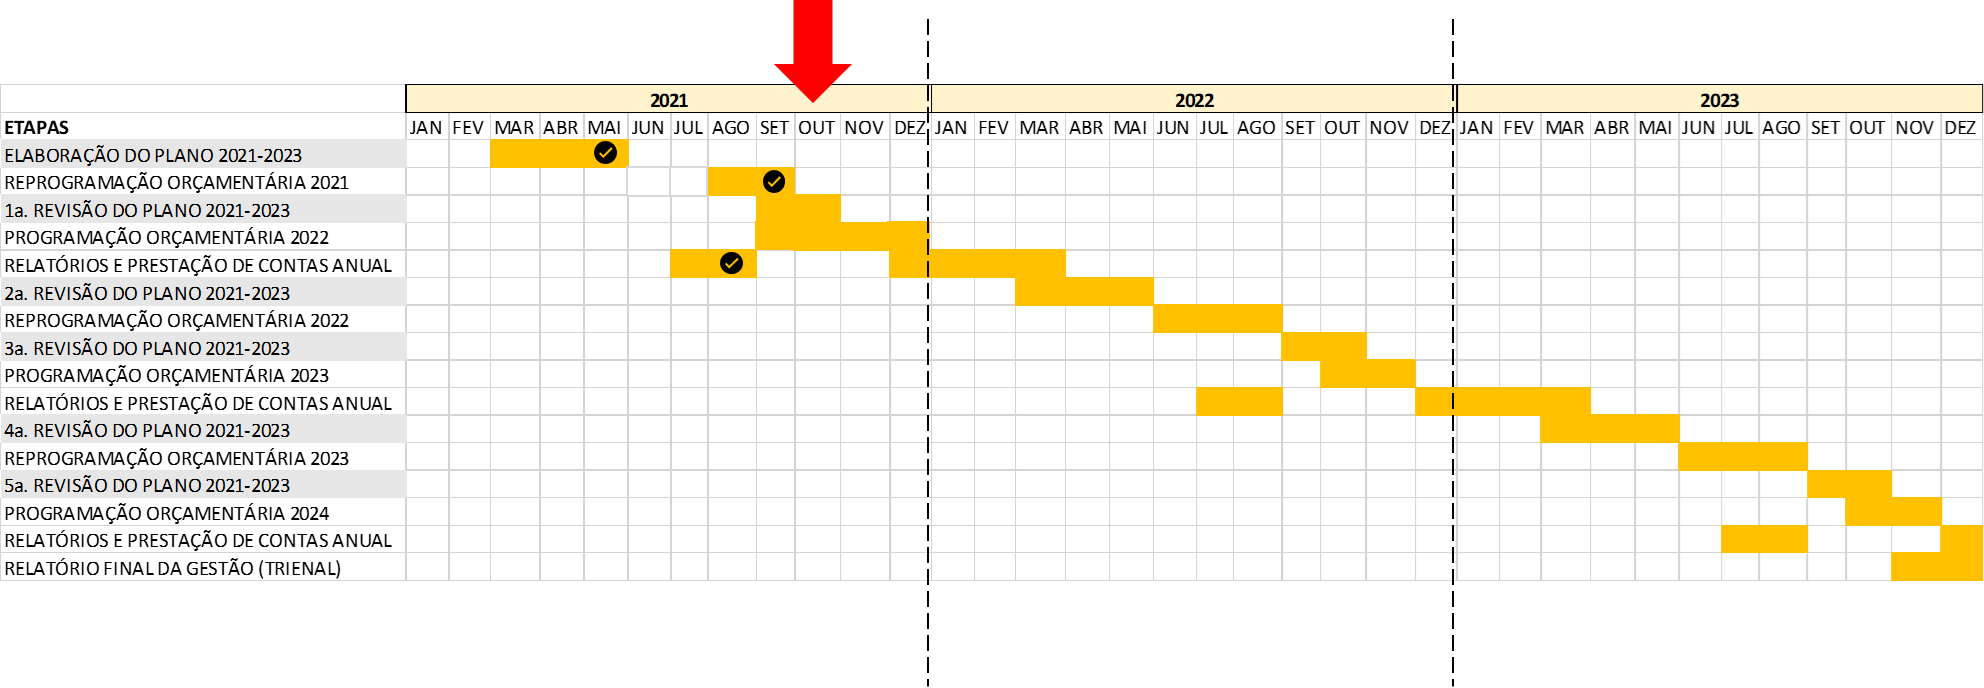 2021 2022 2023
ETAPAS JAN FEV MAR ABR MAI JUN JUL AGO SET OUT NOV DEZ JAN FEV MAR ABR MAI JUN JUL AGO SET OUT NOV DEZ JAN FEV MAR ABR MAI JUN JUL AGO SET OUT NOV DEZ
ELABORAÇÃO DO PLANO 2021-2023
REPROGRAMAÇÃO ORÇAMENTÁRIA 2021
1a. REVISÃO DO PLANO 2021-2023
PROGRAMAÇÃO ORÇAMENTÁRIA 2022
RELATÓRIOS E PRESTAÇÃO DE CONTAS ANUAL
2a. REVISÃO DO PLANO 2021-2023
REPROGRAMAÇÃO ORÇAMENTÁRIA 2022
3a. REVISÃO DO PLANO 2021-2023
PROGRAMAÇÃO ORÇAMENTÁRIA 2023
RELATÓRIOS E PRESTAÇÃO DE CONTAS ANUAL
4a. REVISÃO DO PLANO 2021-2023
REPROGRAMAÇÃO ORÇAMENTÁRIA 2023
5a. REVISÃO DO PLANO 2021-2023
PROGRAMAÇÃO ORÇAMENTÁRIA 2024
RELATÓRIOS E PRESTAÇÃO DE CONTAS ANUAL
RELATÓRIO FINAL DA GESTÃO (TRIENAL)